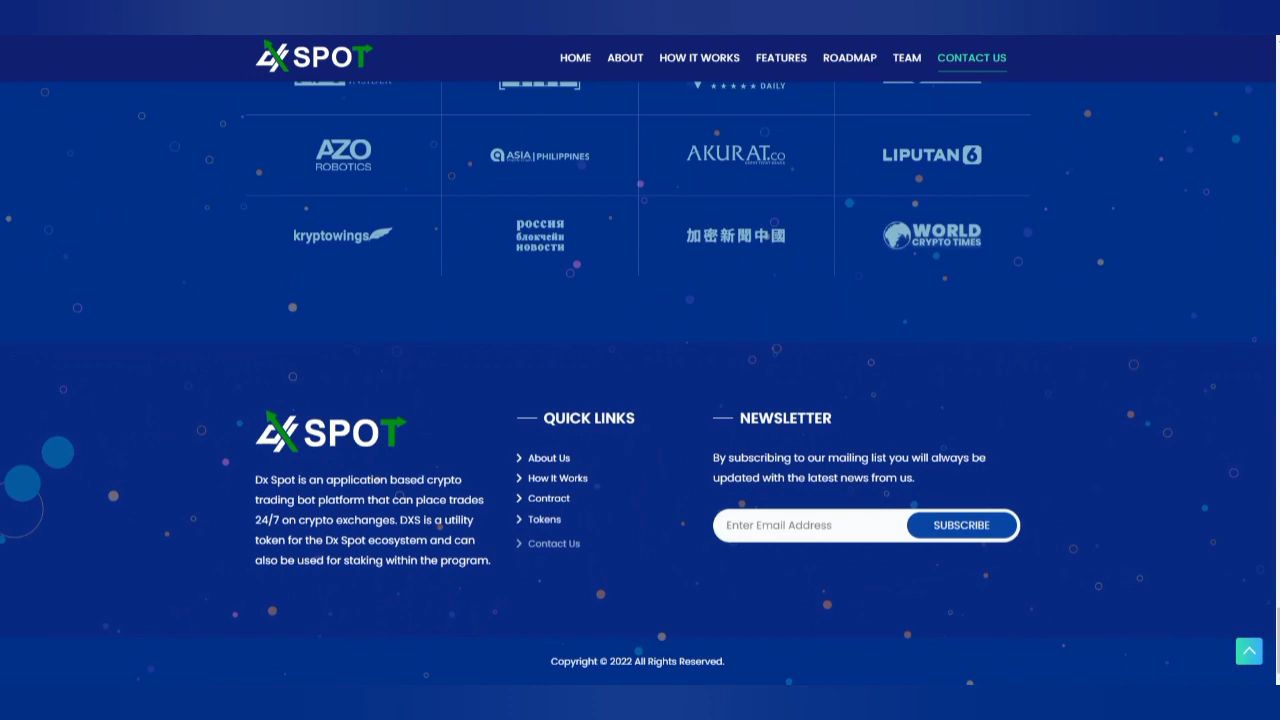 DX SPOT
HOME ABOUT HOW IT WORKS FEATURES ROADMAP TEAM CONTACT US
INSIDER
DAILY
AZO
ROBOTICS
ASIA | PHILIPPINES
AKURAT.co
LIPUTAN 6
kryptowings
россия
блокчейн
новости
加密新聞中國
WORLD
CRYPTO TIMES
DX SPOT
Dx Spot is an application based crypto
trading bot platform that can place trades
24/7 on crypto exchanges. DXS is a utility
token for the Dx Spot ecosystem and can
also be used for staking within the program.
QUICK LINKS
About Us
How It Works
Contract
Tokens
Contact Us
NEWSLETTER
By subscribing to our mailing list you will always be
updated with the latest news from us.
Enter Email Address
SUBSCRIBE
Copyright © 2022 All Rights Reserved.